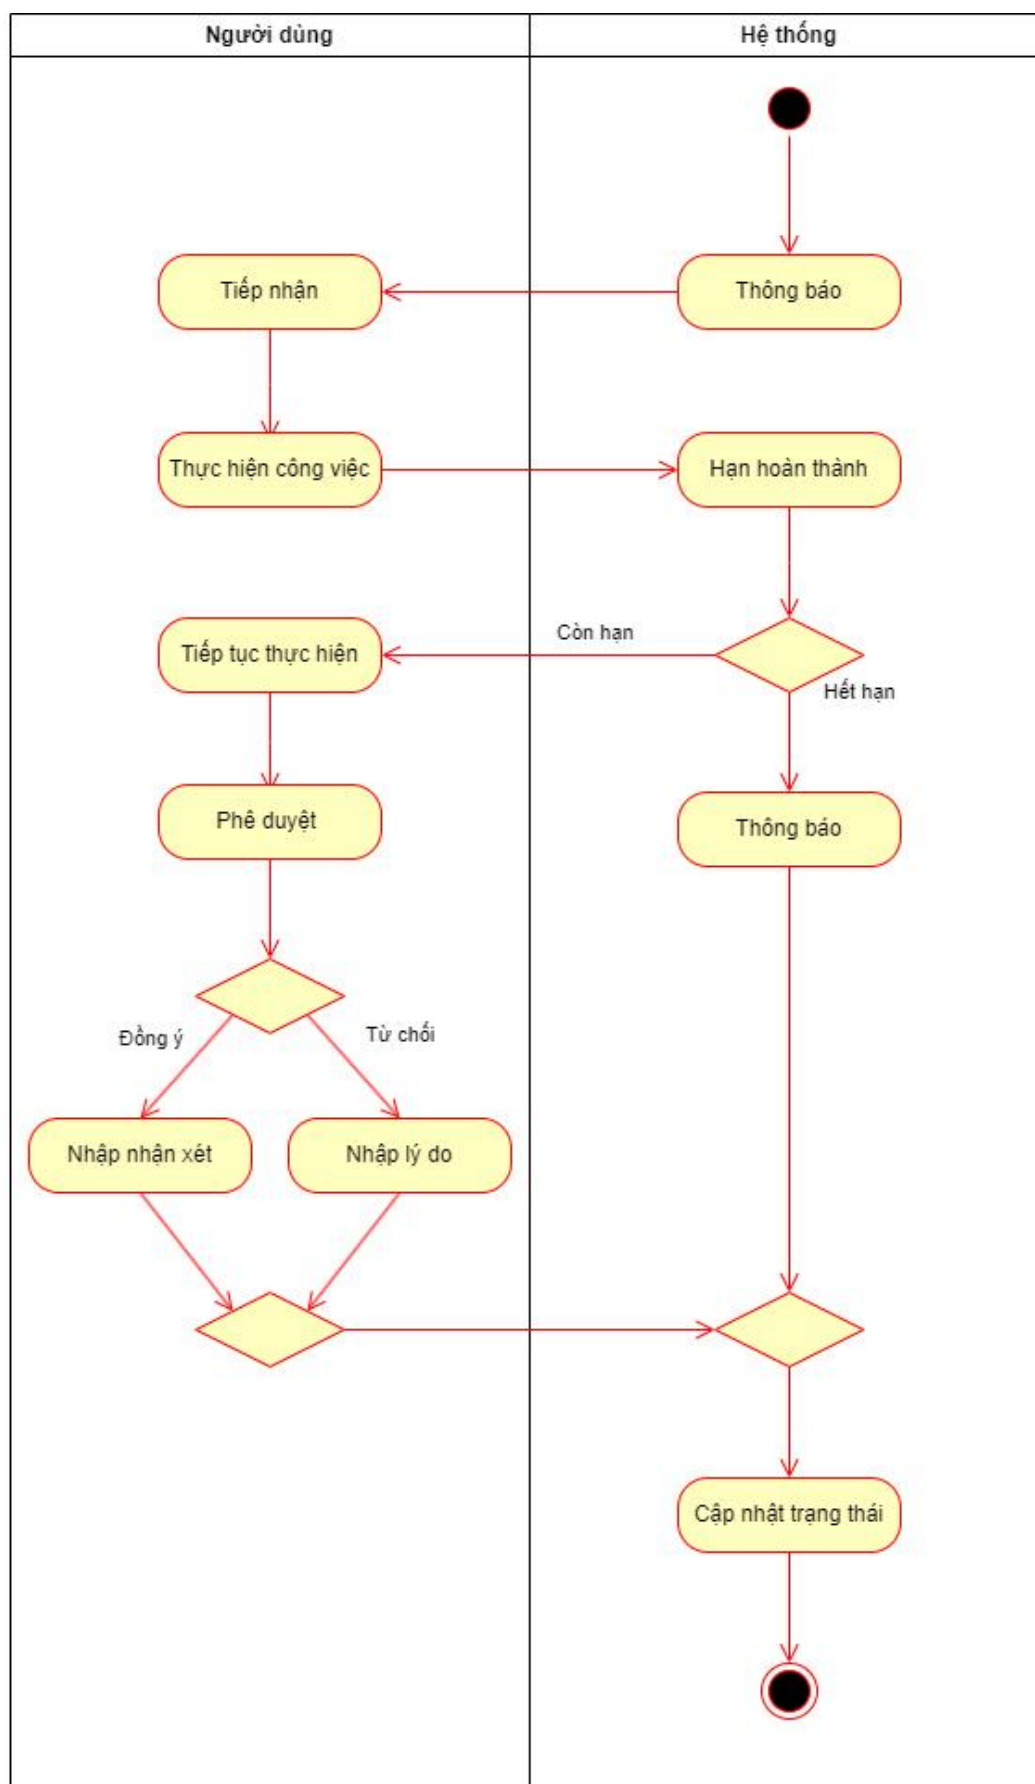 Người dùng
Hệ thống
Tiếp nhận
Thông báo
Thực hiện công việc
Hạn hoàn thành
Còn hạn
Tiếp tục thực hiện
Hết hạn
Phê duyệt
Thông báo
Đồng ý
Từ chối
Nhập nhận xét
Nhập lý do
Cập nhật trạng thái